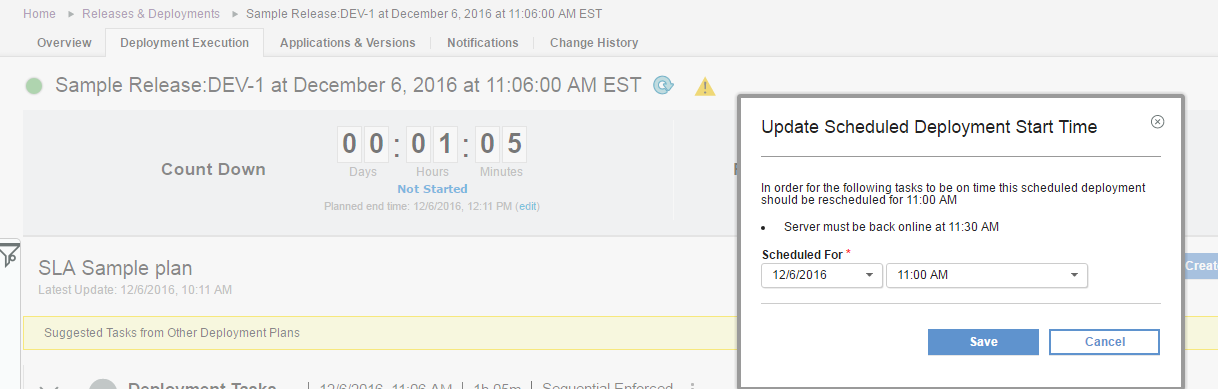 Home
Releases & Deployments
Sample Release:DEV-1 at December 6, 2016 at 11:06:00 AM EST
Overview
Deployment Execution
Applications & Versions
Notifications
Change History
Sample Release:DEV-1 at December 6, 2016 at 11:06:00 AM EST
Count Down
00:01:05
Days Hours Minutes
Not Started
Planned end time: 12/6/2016, 12:11 PM (edit)
SLA Sample plan
Latest Update: 12/6/2016, 10:11 AM
Suggested Tasks from Other Deployment Plans
Deployment Tasks
12/6/2016, 11:06 AM
1h 05m
Sequential Enforced
Update Scheduled Deployment Start Time
In order for the following tasks to be on time this scheduled deployment
should be rescheduled for 11:00 AM
• Server must be back online at 11:30 AM
Scheduled For *
12/6/2016
11:00 AM
Save
Cancel